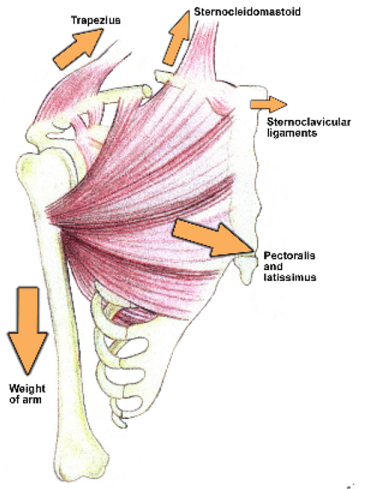 Sternocleidomastoid
Trapezius
Sternoclavicular
ligaments
Pectoralis
and
latissimus
Weight
of arm